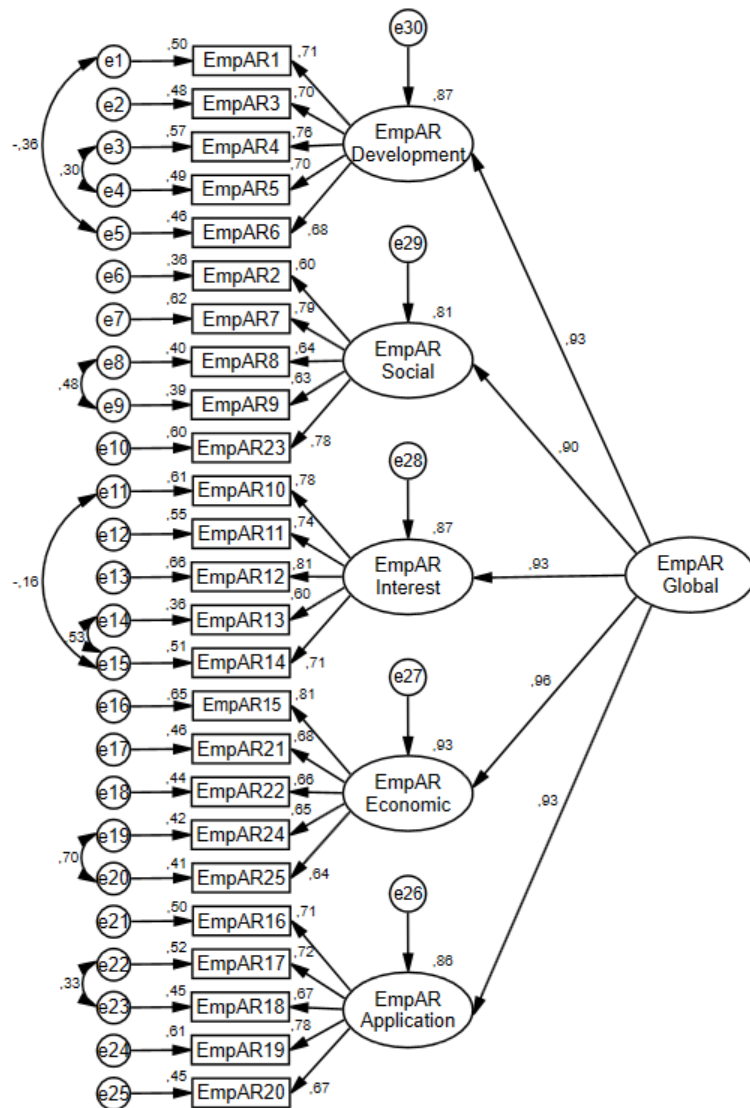 e30
,50
e1
EmpAR1
,71
,48
e2
EmpAR3
,70
,87
EmpAR
Development
-,36
,57
e3
EmpAR4
,76
,30
,49
e4
EmpAR5
,70
,46
e5
EmpAR6
,68
e29
,36
e6
EmpAR2
,60
,62
e7
EmpAR7
,79
,81
EmpAR
Social
,93
,40
e8
EmpAR8
,64
,48
,39
e9
EmpAR9
,63
,60
e10
EmpAR23
,78
,90
e28
,61
e11
EmpAR10
,78
,55
e12
EmpAR11
,74
,87
EmpAR
Interest
,93
EmpAR
Global
-,16
,66
e13
EmpAR12
,81
,36
e14
EmpAR13
,60
,53
,51
e15
EmpAR14
,71
e27
,65
e16
EmpAR15
,81
,96
,46
e17
EmpAR21
,68
,93
EmpAR
Economic
,44
e18
EmpAR22
,66
,93
,42
e19
EmpAR24
,65
,70
,41
e20
EmpAR25
,64
e26
,50
e21
EmpAR16
,71
,52
e22
EmpAR17
,72
,86
EmpAR
Application
,33
,45
e23
EmpAR18
,67
,61
e24
EmpAR19
,78
,45
e25
EmpAR20
,67